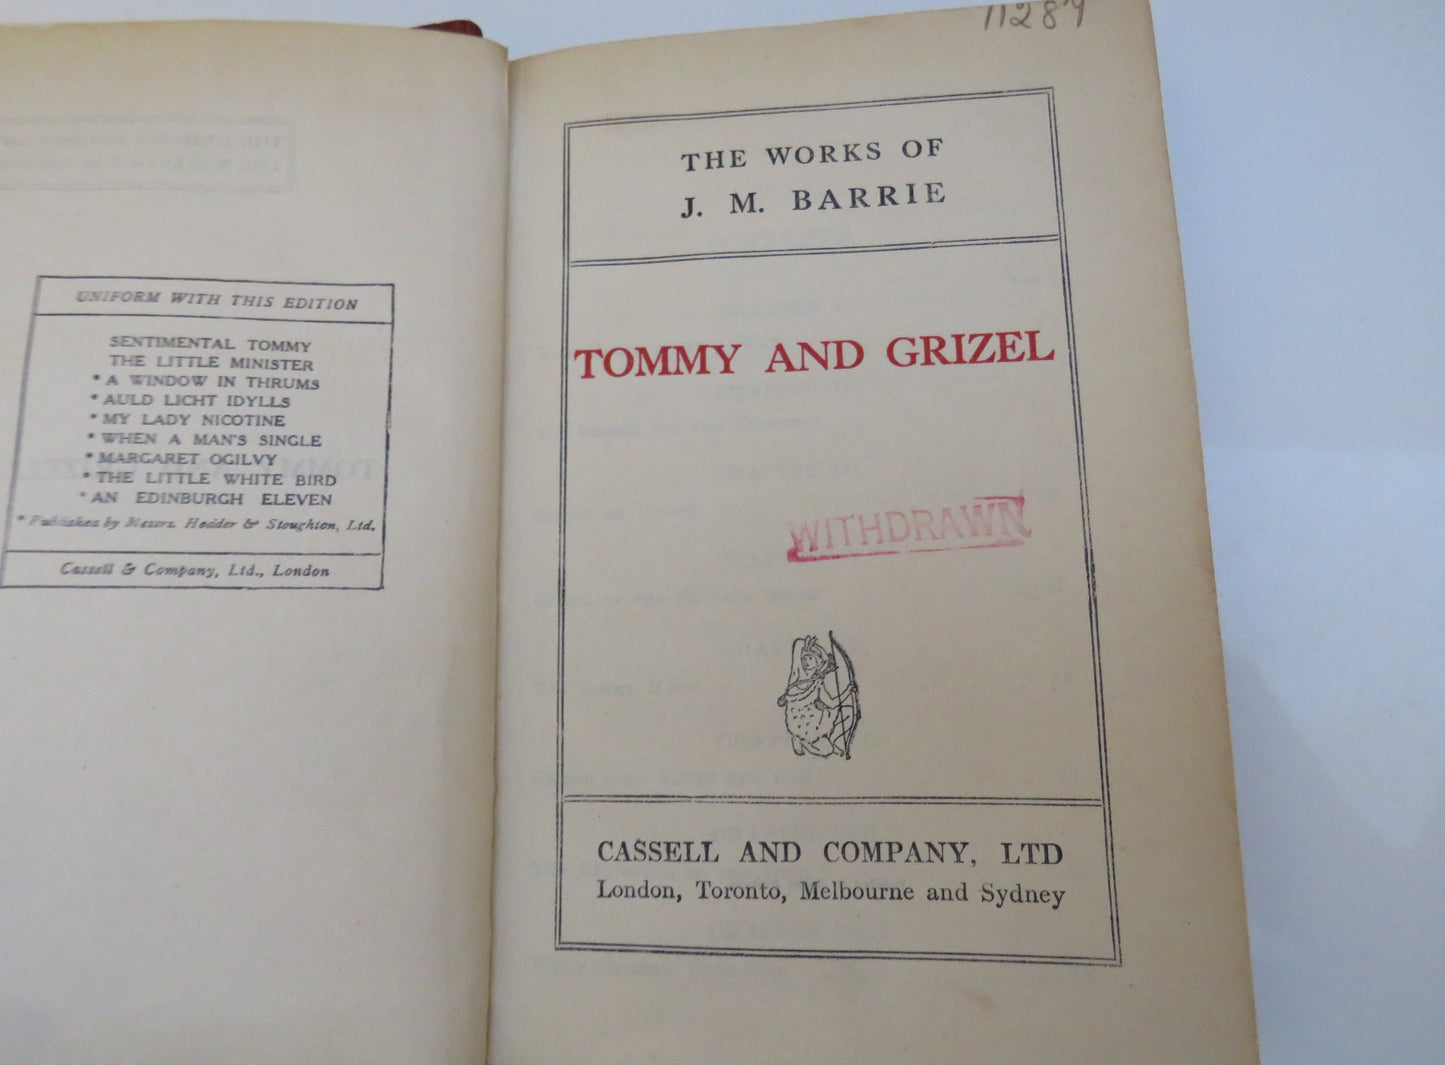 UNIFORM WITH THIS EDITION
SENTIMENTAL TOMMY
THE LITTLE MINISTER
* A WINDOW IN THRUMS
* AULD LICHT IDYLLS
* MY LADY NICOTINE
* WHEN A MAN'S SINGLE
* MARGARET OGILVY
* THE LITTLE WHITE BIRD
* AN EDINBURGH ELEVEN
* Published by Messrs. Hodder & Stoughton, Ltd.
Cassell & Company, Ltd., London
11289
THE WORKS OF
J. M. BARRIE
TOMMY AND GRIZEL
WITHDRAWN
CASSELL AND COMPANY, LTD
London, Toronto, Melbourne and Sydney